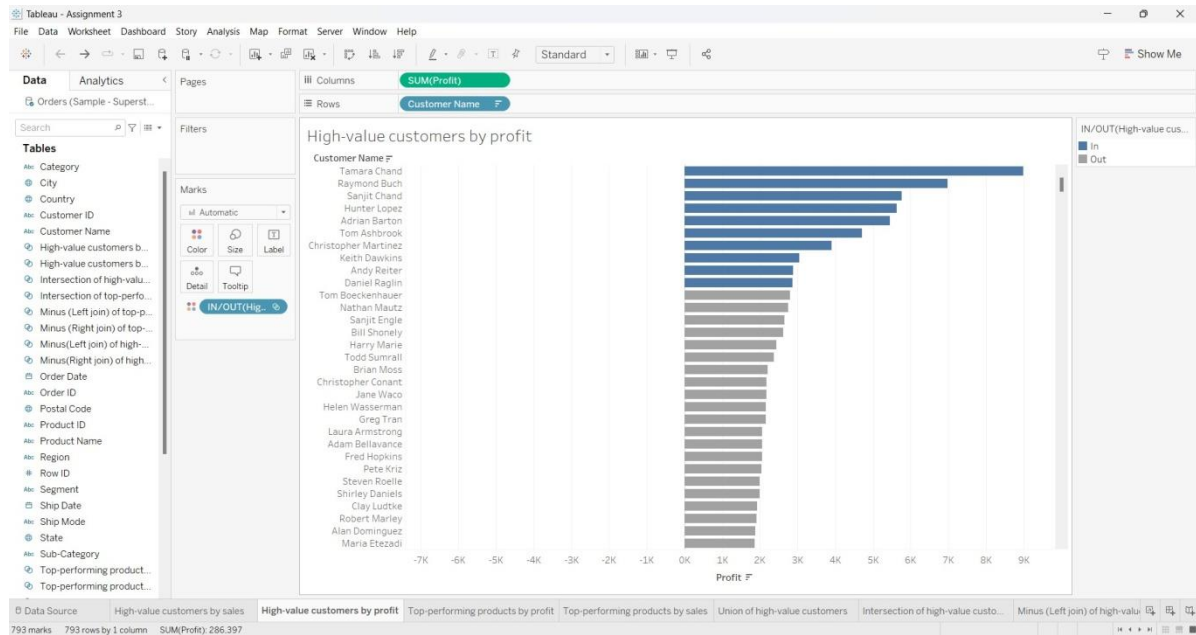 Tableau - Assignment 3
File Data Worksheet Dashboard Story Analysis Map Format Server Window Help
Standard
Show Me
Data Analytics
Orders (Sample - Superst...
Search
Tables
Abc Category
City
Country
Abc Customer ID
Abc Customer Name
High-value customers b...
High-value customers b...
Intersection of high-valu...
Intersection of top-perfo...
Minus (Left join) of top-p...
Minus (Right join) of top-...
Minus(Left join) of high-...
Minus(Right join) of high...
Order Date
Abc Order ID
Postal Code
Abc Product ID
Abc Product Name
Abc Region
# Row ID
Abc Segment
Ship Date
Abc Ship Mode
State
Abc Sub-Category
Top-performing product...
Top-performing product...
Pages
Filters
Marks
Automatic
Color Size Label
Detail Tooltip
IN/OUT(Hig..
Columns SUM(Profit)
Rows Customer Name
High-value customers by profit
Customer Name
Tamara Chand
Raymond Buch
Sanjit Chand
Hunter Lopez
Adrian Barton
Tom Ashbrook
Christopher Martinez
Keith Dawkins
Andy Reiter
Daniel Raglin
Tom Boeckenhauer
Nathan Mautz
Sanjit Engle
Bill Shonely
Harry Marie
Todd Sumrall
Brian Moss
Christopher Conant
Jane Waco
Helen Wasserman
Greg Tran
Laura Armstrong
Adam Bellavance
Fred Hopkins
Pete Kriz
Steven Roelle
Shirley Daniels
Clay Ludtke
Robert Marley
Alan Dominguez
Maria Etezadi
-7K -6K -5K -4K -3K -2K -1K 0K 1K 2K 3K 4K 5K 6K 7K 8K 9K
Profit
IN/OUT(High-value cus...
In
Out
Data Source High-value customers by sales High-value customers by profit Top-performing products by profit Top-performing products by sales Union of high-value customers Intersection of high-value custo... Minus (Left join) of high-valu
793 marks 793 rows by 1 column SUM(Profit): 286.397